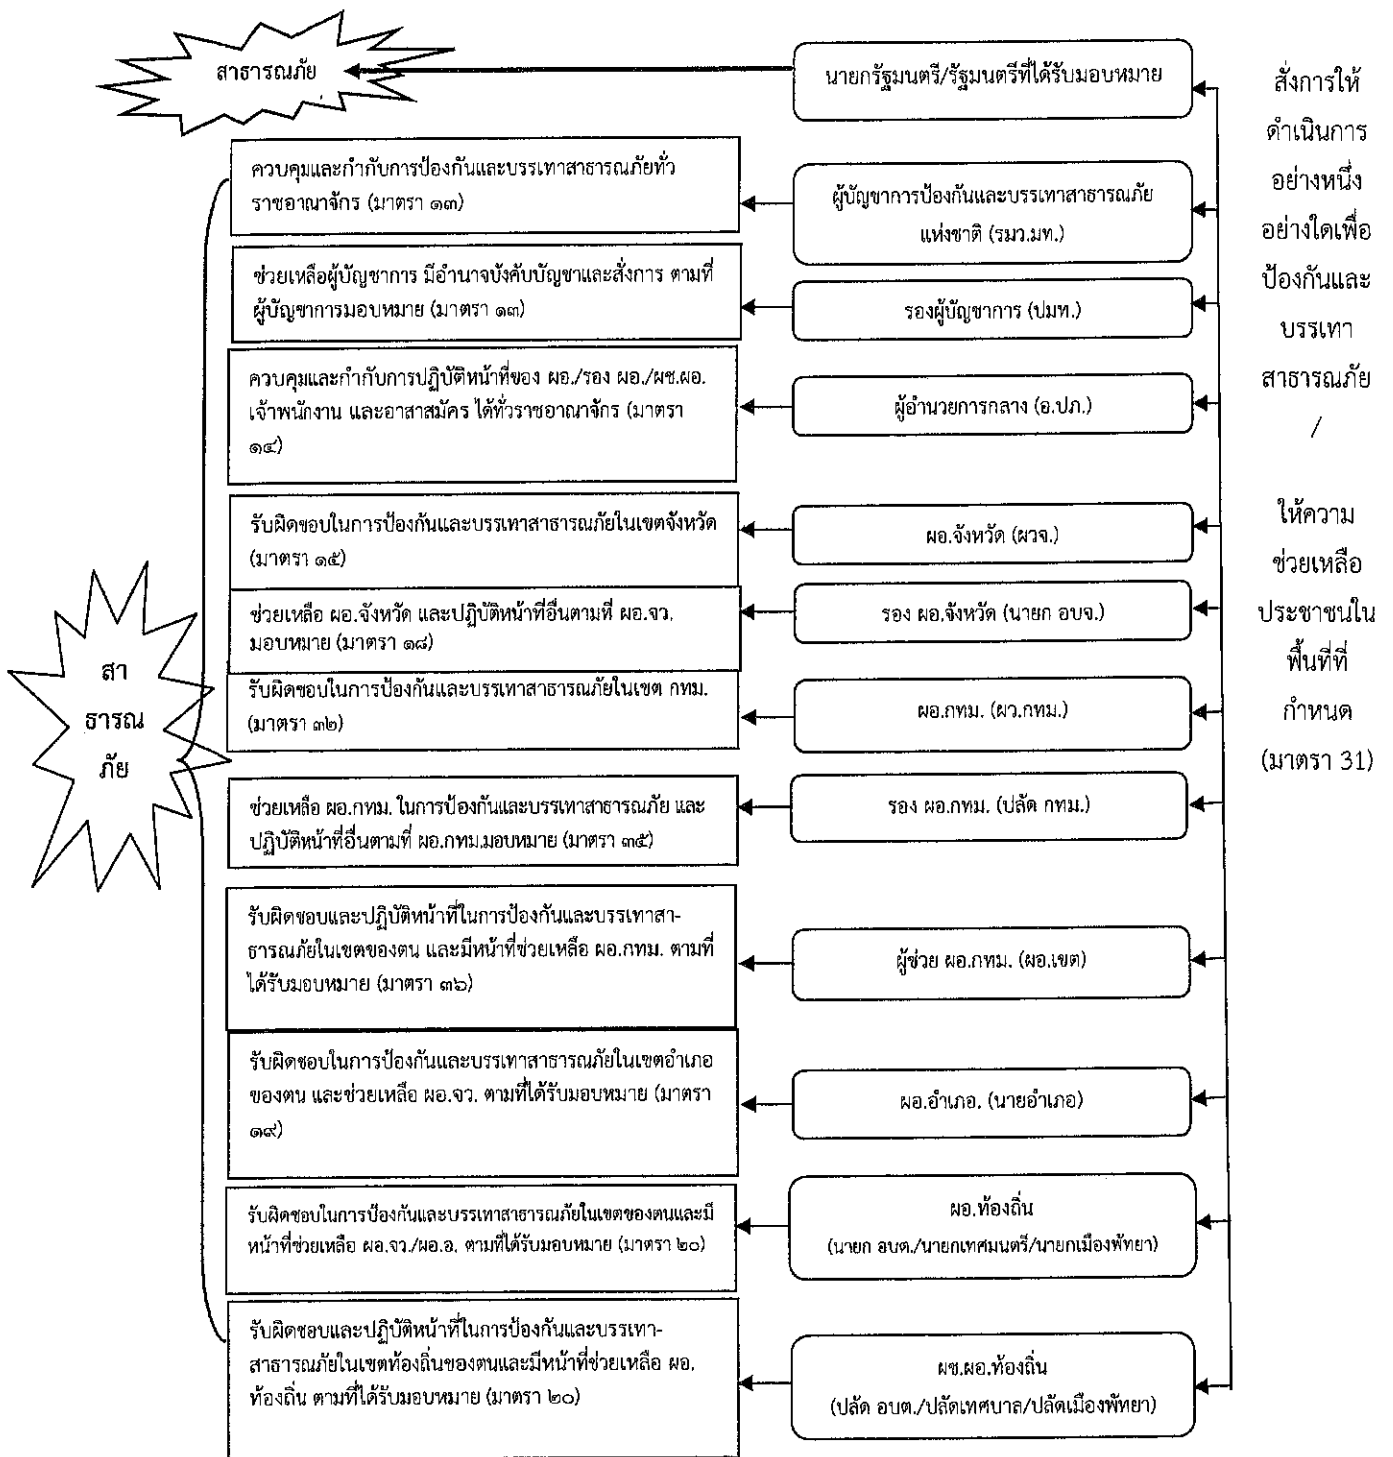 สาธารณภัย
นายกรัฐมนตรี/รัฐมนตรีที่ได้รับมอบหมาย
ควบคุมและกำกับการป้องกันและบรรเทาสาธารณภัยทั่ว
ราชอาณาจักร (มาตรา ๑๓)
ผู้บัญชาการป้องกันและบรรเทาสาธารณภัย
แห่งชาติ (รมว.มท.)
ช่วยเหลือผู้บัญชาการ มีอำนาจบังคับบัญชาและสั่งการ ตามที่
ผู้บัญชาการมอบหมาย (มาตรา ๑๓)
รองผู้บัญชาการ (ปมท.)
ควบคุมและกำกับการปฏิบัติหน้าที่ของ ผอ./รอง ผอ./ผช.ผอ.
เจ้าพนักงาน และอาสาสมัคร ได้ทั่วราชอาณาจักร (มาตรา
๑๔)
ผู้อำนวยการกลาง (อ.ปภ.)
รับผิดชอบในการป้องกันและบรรเทาสาธารณภัยในเขตจังหวัด
(มาตรา ๑๕)
ผอ.จังหวัด (ผวจ.)
ช่วยเหลือ ผอ.จังหวัด และปฏิบัติหน้าที่อื่นตามที่ ผอ.จว.
มอบหมาย (มาตรา ๑๘)
รอง ผอ.จังหวัด (นายก อบจ.)
รับผิดชอบในการป้องกันและบรรเทาสาธารณภัยในเขต กทม.
(มาตรา ๓๒)
ผอ.กทม. (ผว.กทม.)
ช่วยเหลือ ผอ.กทม. ในการป้องกันและบรรเทาสาธารณภัย และ
ปฏิบัติหน้าที่อื่นตามที่ ผอ.กทม.มอบหมาย (มาตรา ๓๕)
รอง ผอ.กทม. (ปลัด กทม.)
รับผิดชอบและปฏิบัติหน้าที่ในการป้องกันและบรรเทาสา-
ธารณภัยในเขตของตน และมีหน้าที่ช่วยเหลือ ผอ.กทม. ตามที่
ได้รับมอบหมาย (มาตรา ๓๖)
ผู้ช่วย ผอ.กทม. (ผอ.เขต)
รับผิดชอบในการป้องกันและบรรเทาสาธารณภัยในเขตอำเภอ
ของตน และช่วยเหลือ ผอ.จว. ตามที่ได้รับมอบหมาย (มาตรา
๑๙)
ผอ.อำเภอ. (นายอำเภอ)
รับผิดชอบในการป้องกันและบรรเทาสาธารณภัยในเขตของตนและมี
หน้าที่ช่วยเหลือ ผอ.จว./ผอ.อ. ตามที่ได้รับมอบหมาย (มาตรา ๒๐)
ผอ.ท้องถิ่น
(นายก อบต./นายกเทศมนตรี/นายกเมืองพัทยา)
รับผิดชอบและปฏิบัติหน้าที่ในการป้องกันและบรรเทา-
สาธารณภัยในเขตท้องถิ่นของตนและมีหน้าที่ช่วยเหลือ ผอ.
ท้องถิ่น ตามที่ได้รับมอบหมาย (มาตรา ๒๐)
ผช.ผอ.ท้องถิ่น
(ปลัด อบต./ปลัดเทศบาล/ปลัดเมืองพัทยา)
สา
ธารณ
ภัย
สั่งการให้
ดำเนินการ
อย่างหนึ่ง
อย่างใดเพื่อ
ป้องกันและ
บรรเทา
สาธารณภัย
/
ให้ความ
ช่วยเหลือ
ประชาชนใน
พื้นที่ที่
กำหนด
(มาตรา 31)